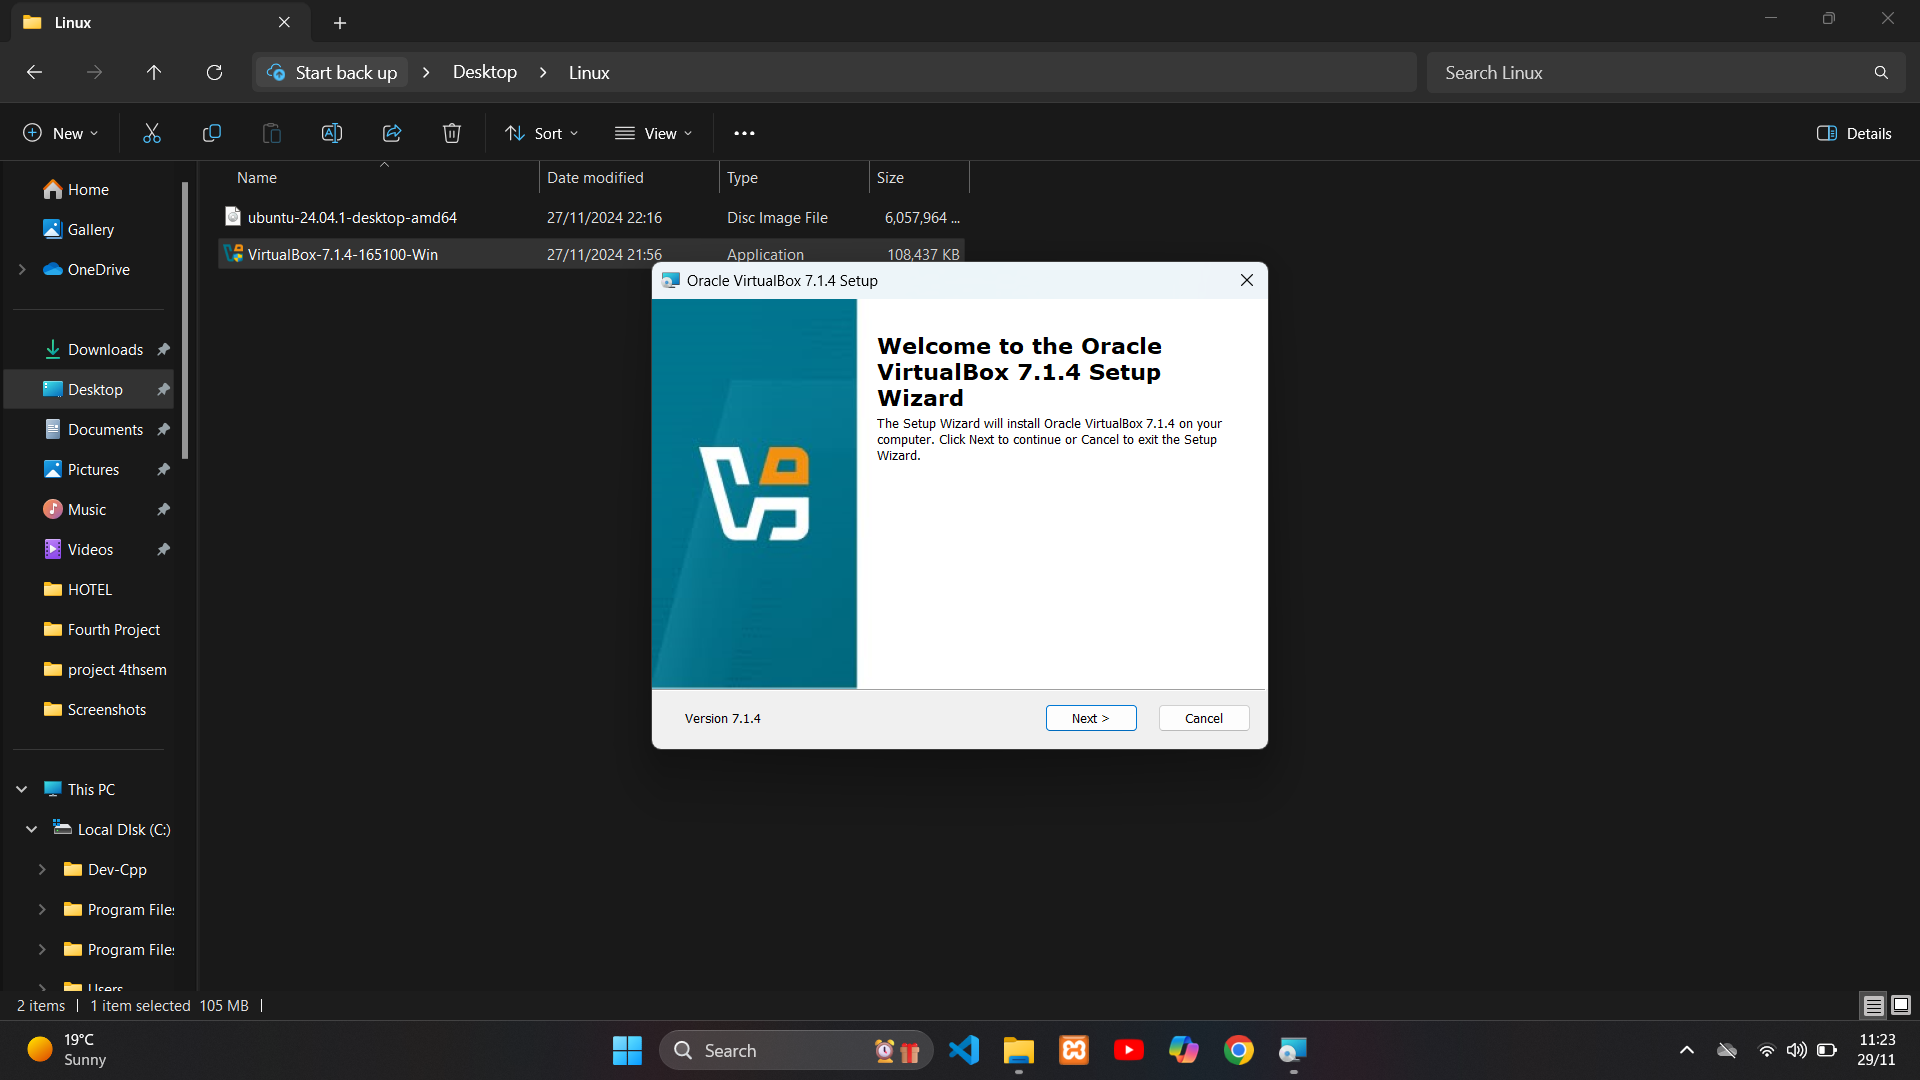 Linux
Start back up
Desktop
Linux
Search Linux
New
Sort
View
Details
Name
Date modified
Type
Size
ubuntu-24.04.1-desktop-amd64
27/11/2024 22:16
Disc Image File
6,057,964 ...
VirtualBox-7.1.4-165100-Win
27/11/2024 21:56
Application
108,437 KB
Home
Gallery
OneDrive
Downloads
Desktop
Documents
Pictures
Music
Videos
HOTEL
Fourth Project
project 4thsem
Screenshots
This PC
Local DIsk (C:)
Dev-Cpp
Program Files
Program Files
Users
Oracle VirtualBox 7.1.4 Setup
Welcome to the Oracle
VirtualBox 7.1.4 Setup
Wizard
The Setup Wizard will install Oracle VirtualBox 7.1.4 on your
computer. Click Next to continue or Cancel to exit the Setup
Wizard.
Version 7.1.4
Next >
Cancel
2 items
1 item selected 105 MB
19°C
Sunny
Search
11:23
29/11